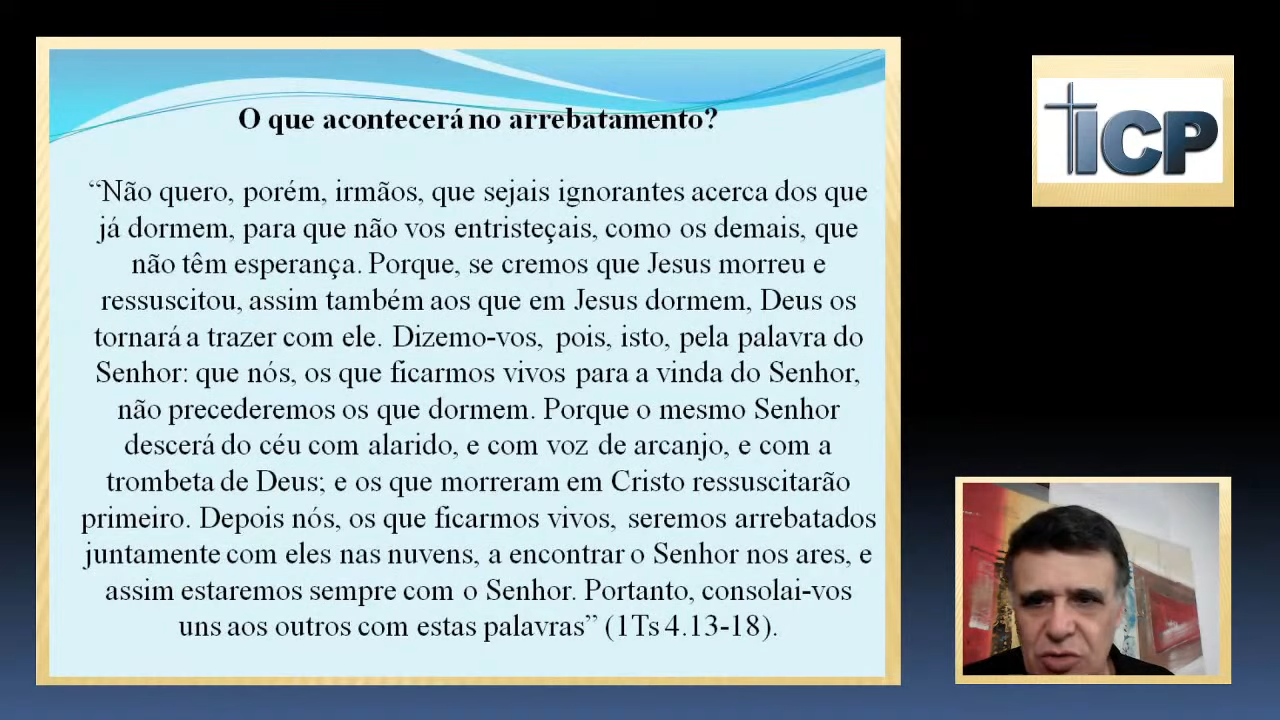 O que acontecerá no arrebatamento?
“Não quero, porém, irmãos, que sejais ignorantes acerca dos que
já dormem, para que não vos entristeçais, como os demais, que
não têm esperança. Porque, se cremos que Jesus morreu e
ressuscitou, assim também aos que em Jesus dormem, Deus os
tornará a trazer com ele. Dizemo-vos, pois, isto, pela palavra do
Senhor: que nós, os que ficarmos vivos para a vinda do Senhor,
não precederemos os que dormem. Porque o mesmo Senhor
descerá do céu com alarido, e com voz de arcanjo, e com a
trombeta de Deus; e os que morreram em Cristo ressuscitarão
primeiro. Depois nós, os que ficarmos vivos, seremos arrebatados
juntamente com eles nas nuvens, a encontrar o Senhor nos ares, e
assim estaremos sempre com o Senhor. Portanto, consolai-vos
uns aos outros com estas palavras” (1Ts 4.13-18).
ICP